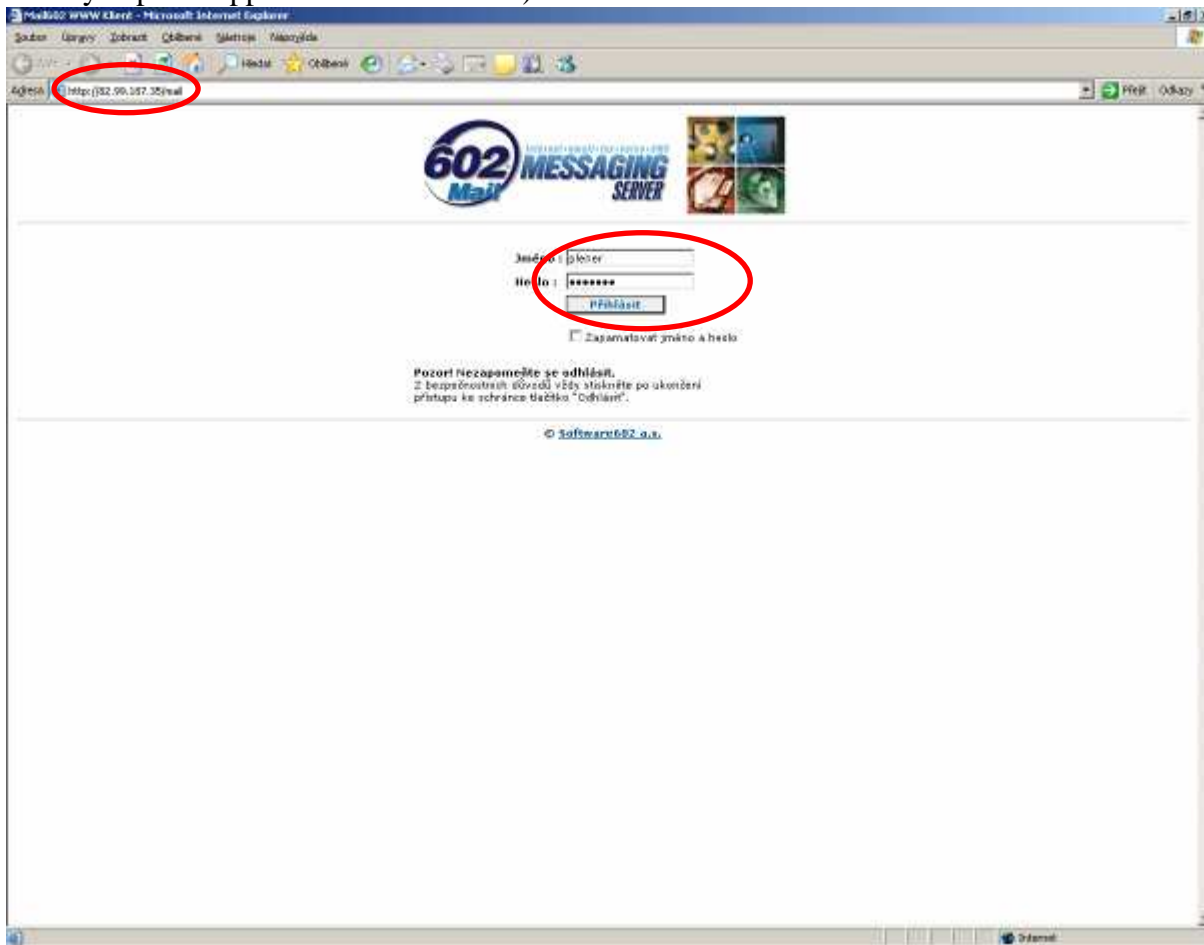 Mail602 WWW Klient - Microsoft Internet Explorer
Soubor Úpravy Zobrazit Oblíbené Nástroje Nápověda
Hledat Oblíbené
Adresa http://82.99.187.35/mail Přejít Odkazy
602 Mail MESSAGING SERVER
Jméno :
Heslo : •••••••
Přihlásit
Zapamatovat jméno a heslo
Pozor! Nezapomeňte se odhlásit.
Z bezpečnostních důvodů vždy stiskněte po ukončení
přístupu ke schránce tlačítko "Odhlásit".
© Software602 a.s.
Internet